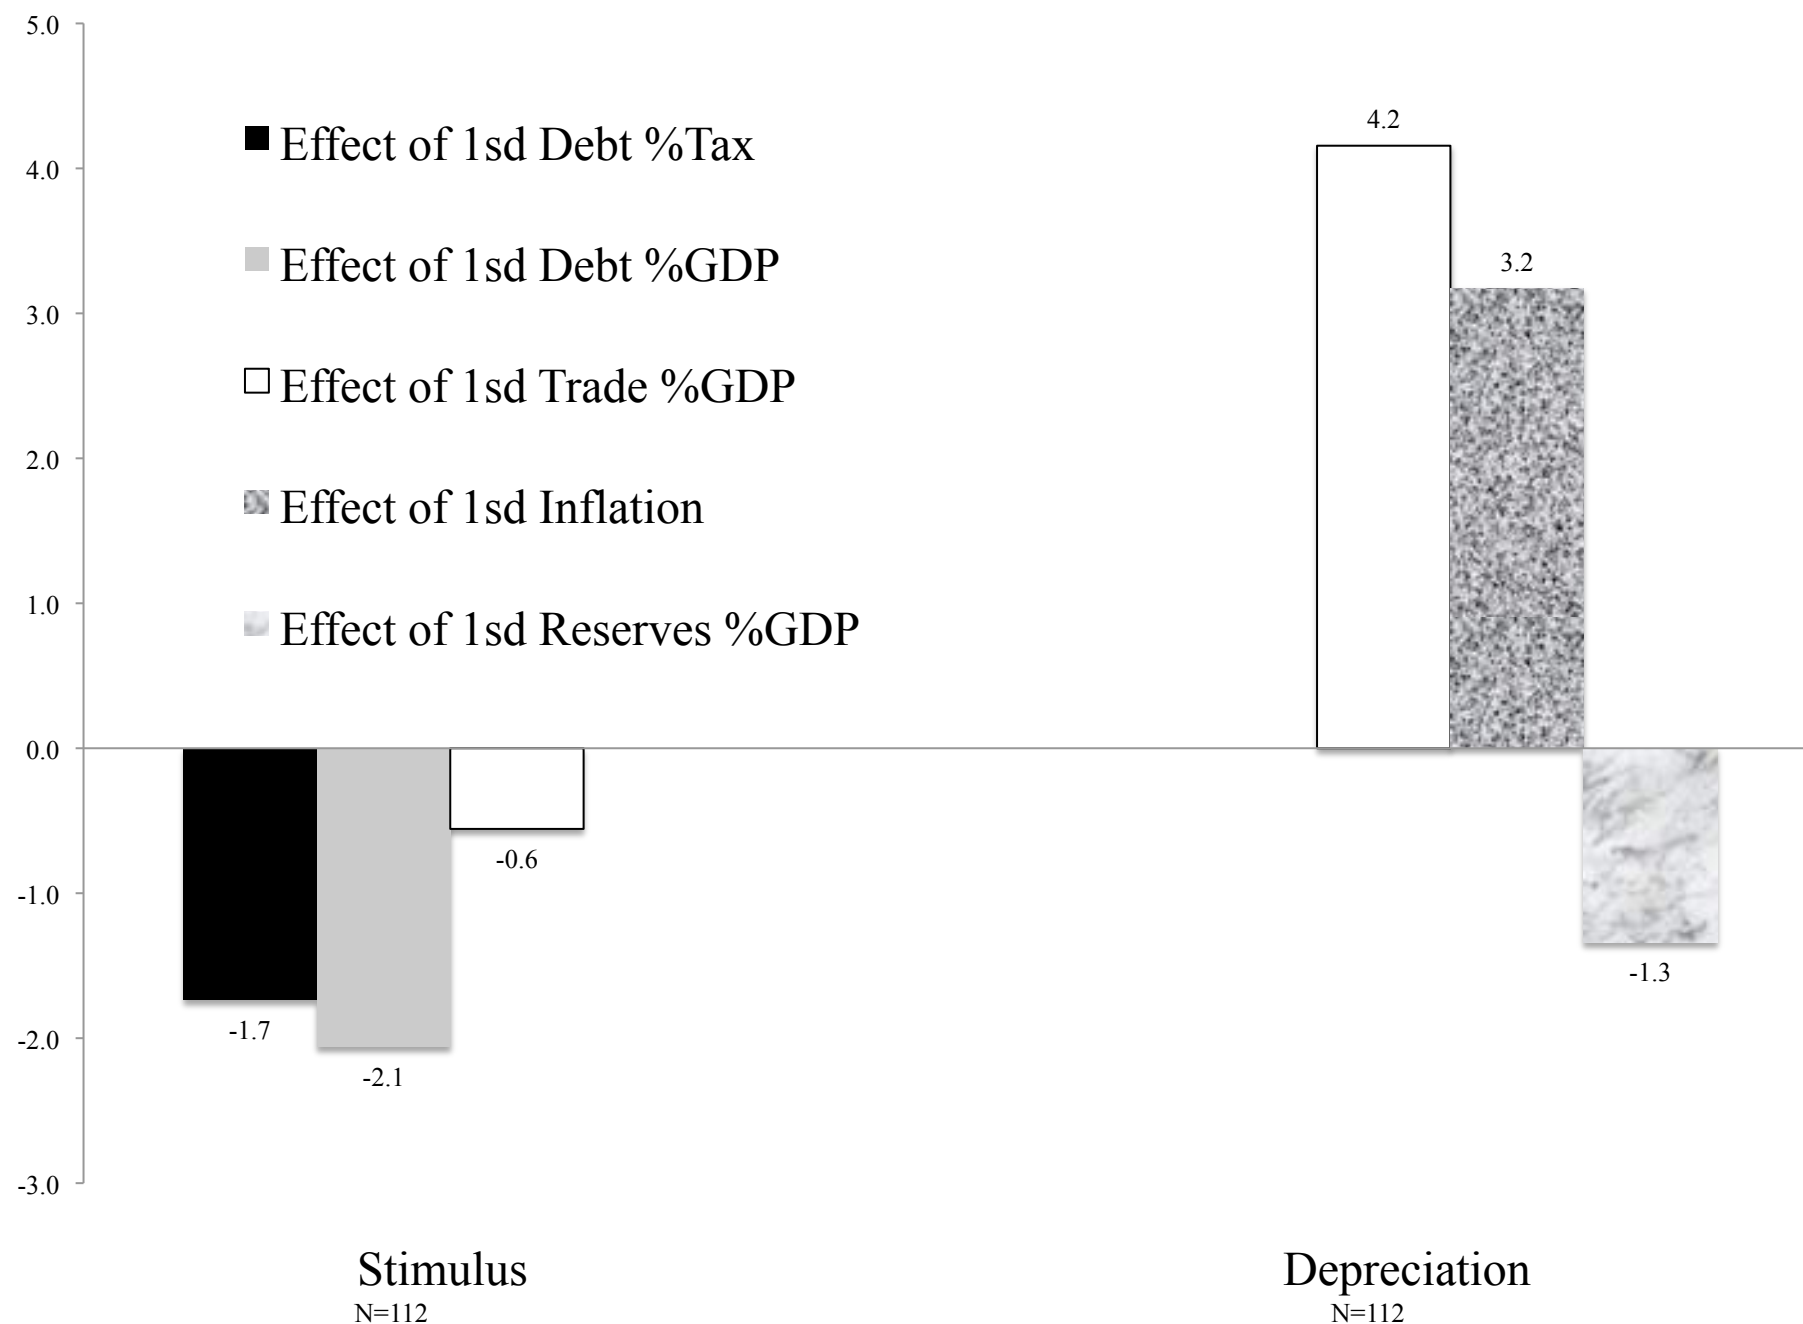 5.0
4.0
3.0
2.0
1.0
0.0
-1.0
-2.0
-3.0
Effect of 1sd Debt %Tax
Effect of 1sd Debt %GDP
Effect of 1sd Trade %GDP
Effect of 1sd Inflation
Effect of 1sd Reserves %GDP
-1.7
-2.1
-0.6
4.2
3.2
-1.3
Stimulus
N=112
Depreciation
N=112